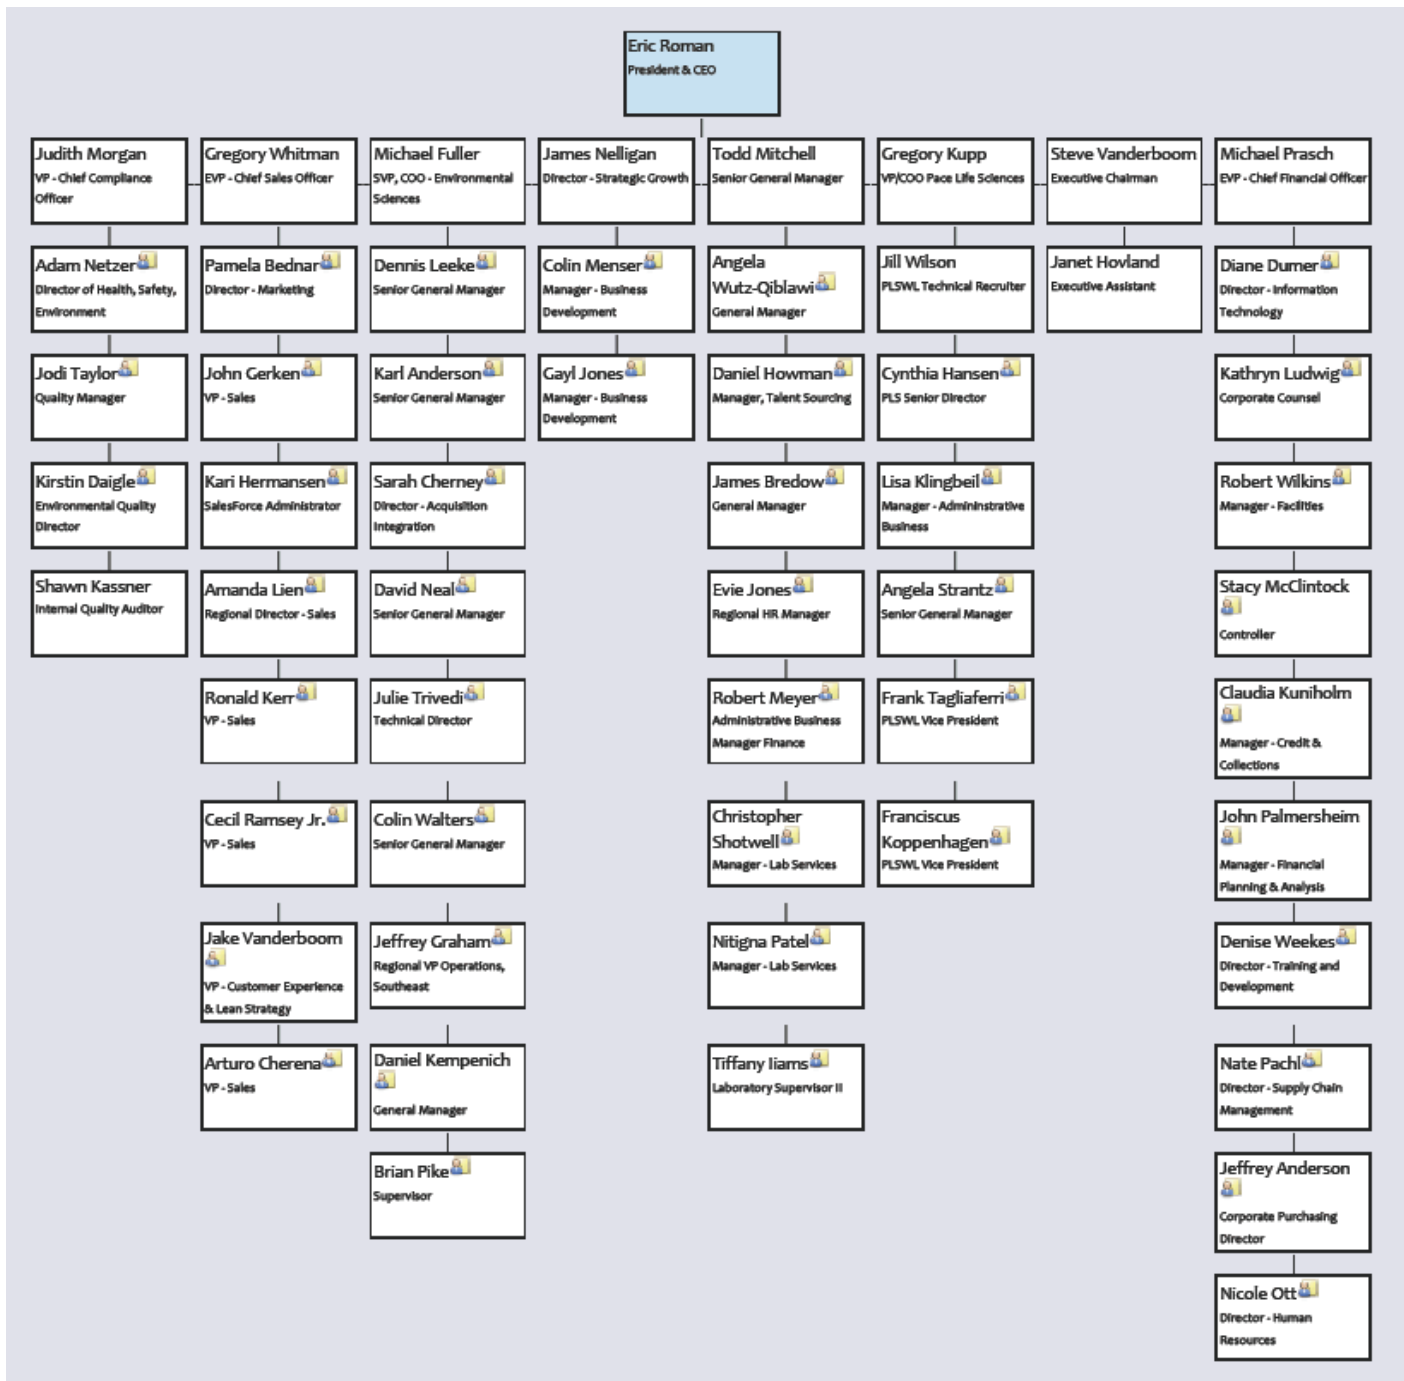 Eric Roman
President & CEO
Judith Morgan
VP - Chief Compliance
Officer
Gregory Whitman
EVP - Chief Sales Officer
Michael Fuller
SVP, COO - Environmental
Sciences
James Nelligan
Director - Strategic Growth
Todd Mitchell
Senior General Manager
Gregory Kupp
VP/COO Pace Life Sciences
Steve Vanderboom
Executive Chairman
Michael Prasch
EVP - Chief Financial Officer
Adam Netzer
Director of Health, Safety,
Environment
Pamela Bednar
Director - Marketing
Dennis Leeke
Senior General Manager
Colin Menser
Manager - Business
Development
Angela
Wutz-Qiblawi
General Manager
Jill Wilson
PLSWL Technical Recruiter
Janet Hovland
Executive Assistant
Diane Dumer
Director - Information
Technology
Jodi Taylor
Quality Manager
John Gerken
VP - Sales
Karl Anderson
Senior General Manager
Gayl Jones
Manager - Business
Development
Daniel Howman
Manager, Talent Sourcing
Cynthia Hansen
PLS Senior Director
Kathryn Ludwig
Corporate Counsel
Kirstin Daigle
Environmental Quality
Director
Kari Hermansen
SalesForce Administrator
Sarah Cherney
Director - Acquisition
Integration
James Bredow
General Manager
Lisa Klingbeil
Manager - Admininstrative
Business
Robert Wilkins
Manager - Facilities
Shawn Kassner
Internal Quality Auditor
Amanda Lien
Regional Director - Sales
David Neal
Senior General Manager
Evie Jones
Regional HR Manager
Angela Strantz
Senior General Manager
Stacy McClintock
Controller
Ronald Kerr
VP - Sales
Julie Trivedi
Technical Director
Robert Meyer
Administrative Business
Manager Finance
Frank Tagliaferri
PLSWL Vice President
Claudia Kuniholm
Manager - Credit &
Collections
Cecil Ramsey Jr.
VP - Sales
Colin Walters
Senior General Manager
Christopher
Shotwell
Manager - Lab Services
Franciscus
Koppenhagen
PLSWL Vice President
John Palmersheim
Manager - Financial
Planning & Analysis
Jake Vanderboom
VP - Customer Experience
& Lean Strategy
Jeffrey Graham
Regional VP Operations,
Southeast
Nitigna Patel
Manager - Lab Services
Denise Weekes
Director - Training and
Development
Arturo Cherena
VP - Sales
Daniel Kempenich
General Manager
Tiffany Iiams
Laboratory Supervisor II
Nate Pachl
Director - Supply Chain
Management
Brian Pike
Supervisor
Jeffrey Anderson
Corporate Purchasing
Director
Nicole Ott
Director - Human
Resources